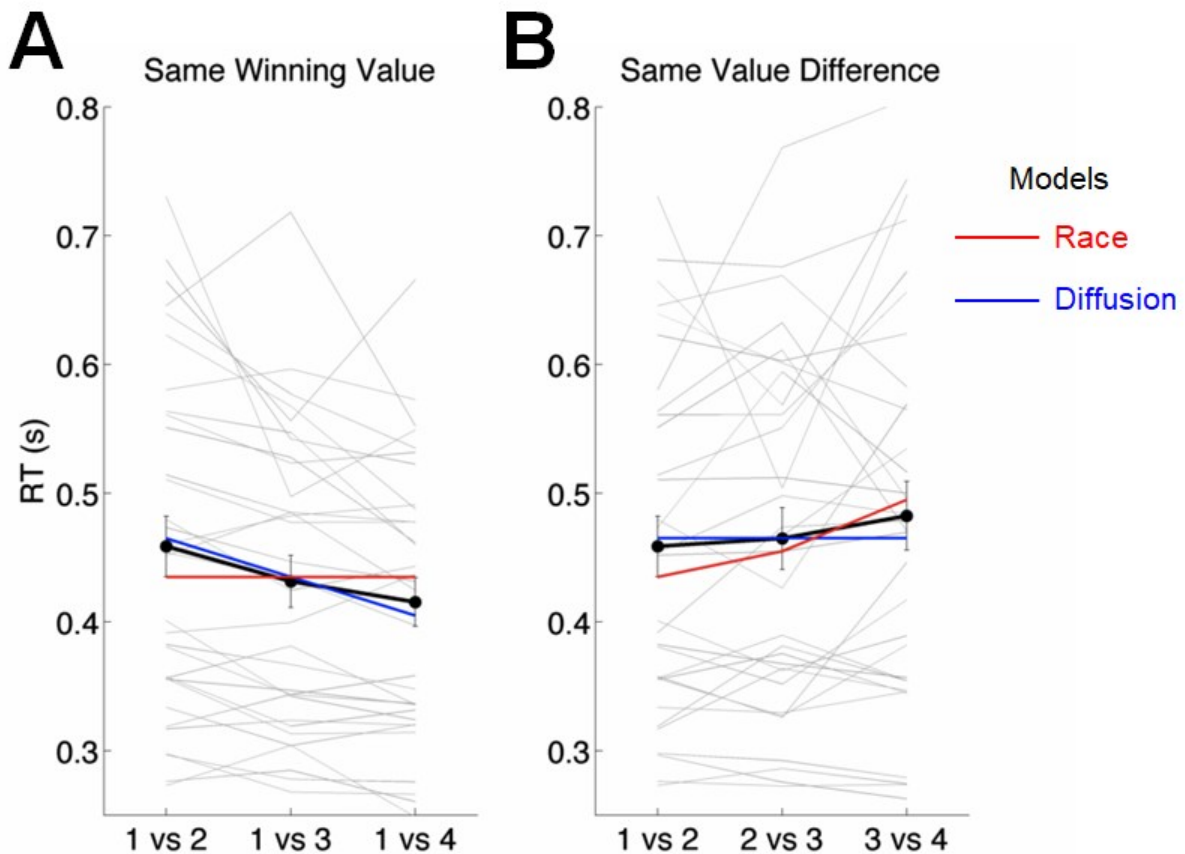 A
Same Winning Value
B
Same Value Difference
RT (s)
0.8
0.7
0.6
0.5
0.4
0.3
1 vs 2
1 vs 3
1 vs 4
0.8
0.7
0.6
0.5
0.4
0.3
1 vs 2
2 vs 3
3 vs 4
Models
Race
Diffusion